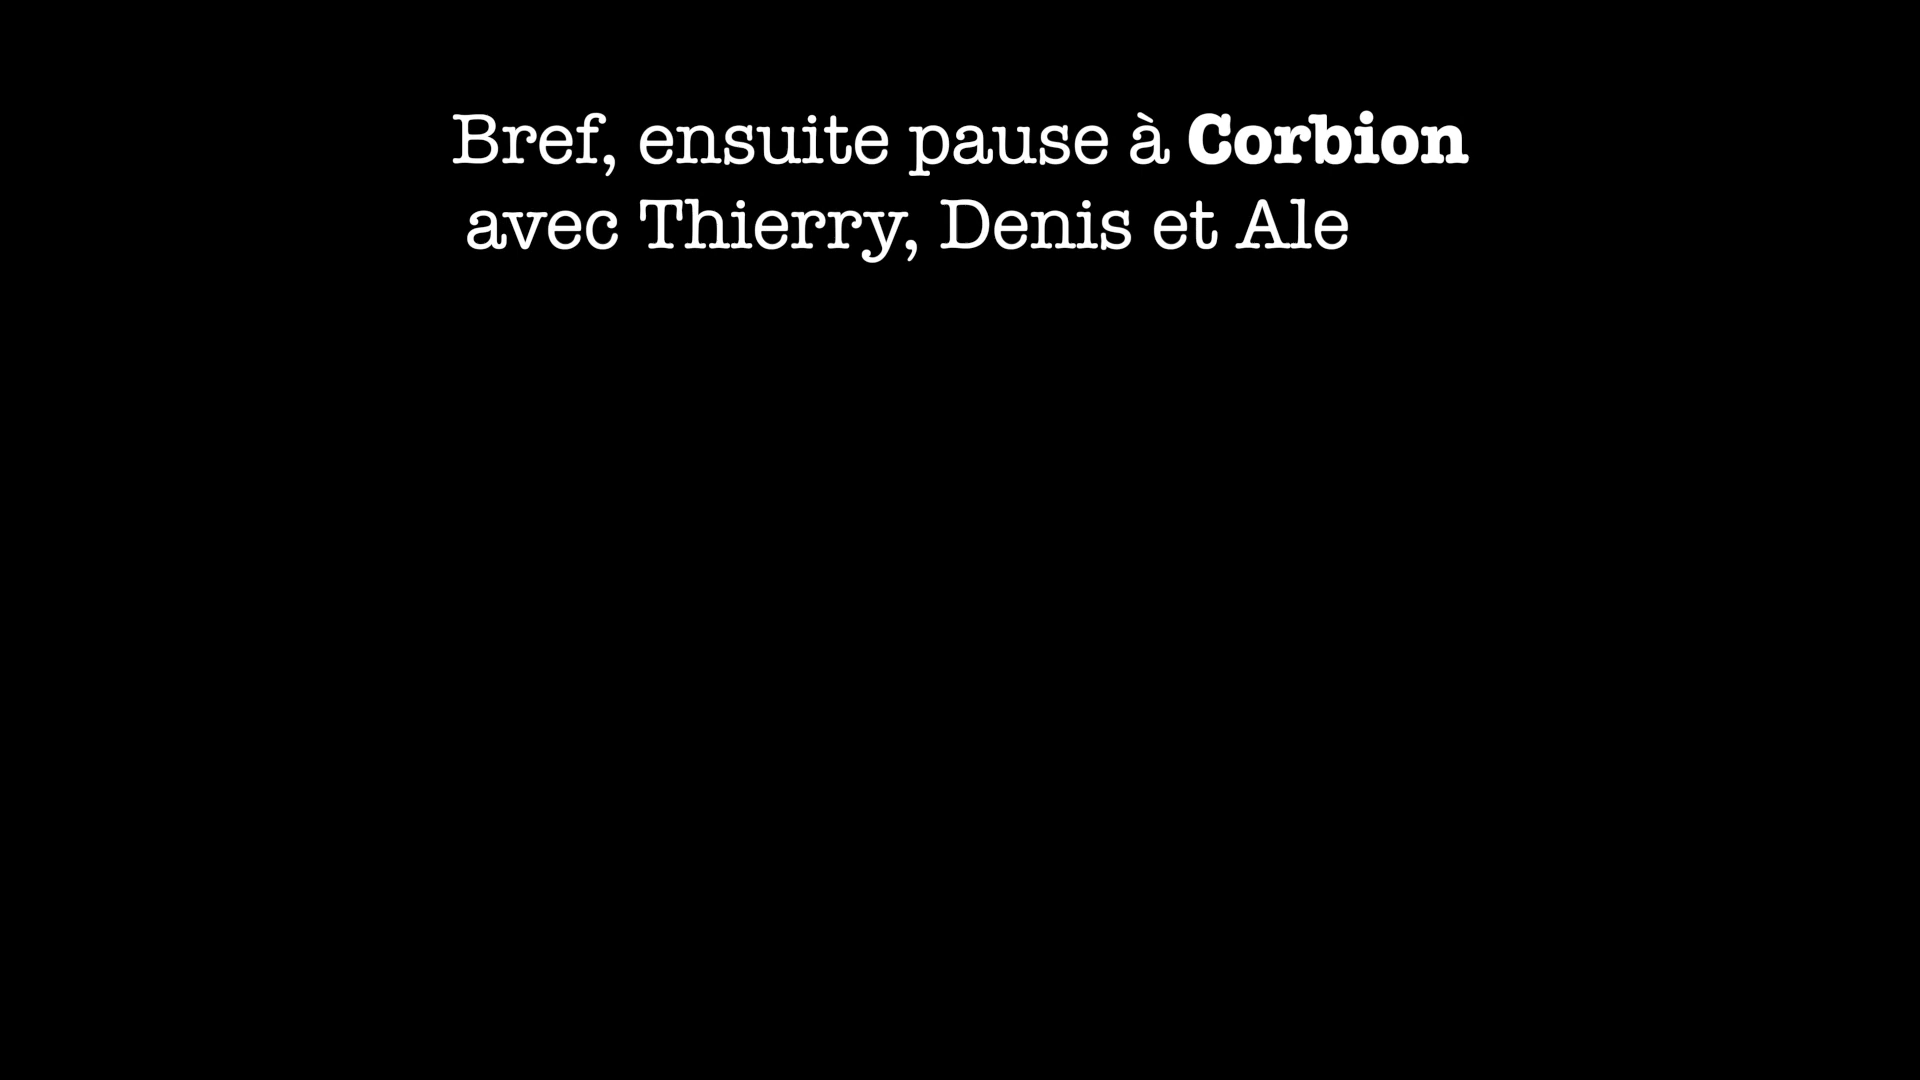 Bref, ensuite pause à Corbion
avec Thierry, Denis et Ale